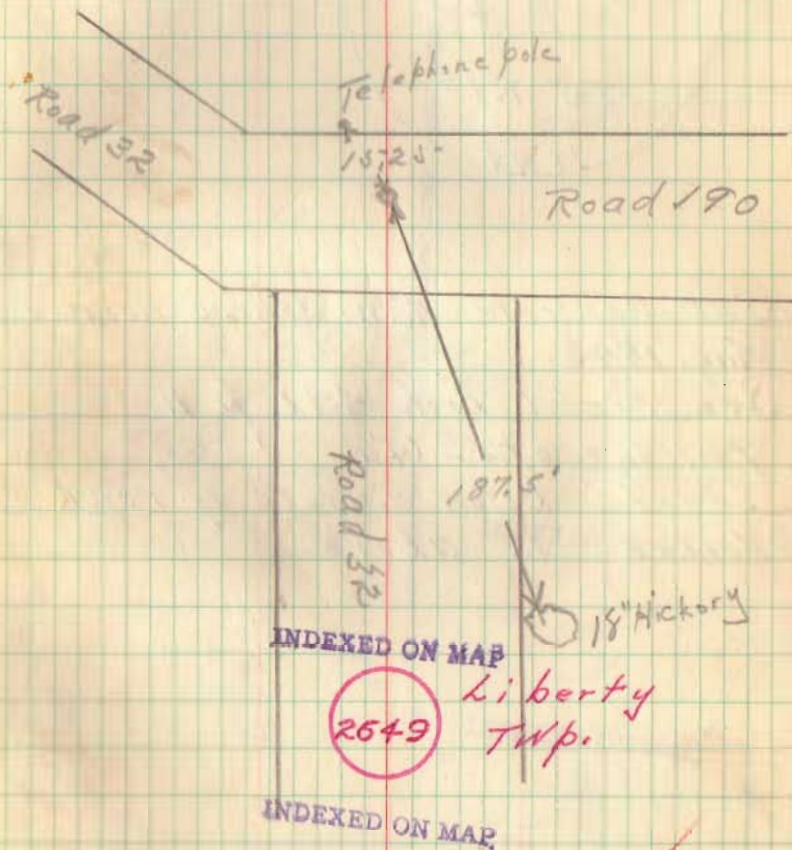 Telephone pole
Road 32
15.25
Road 190
187.5'
Road 32
18" Hickory
INDEXED ON MAP
2649
Liberty
Twp.
INDEXED ON MAP